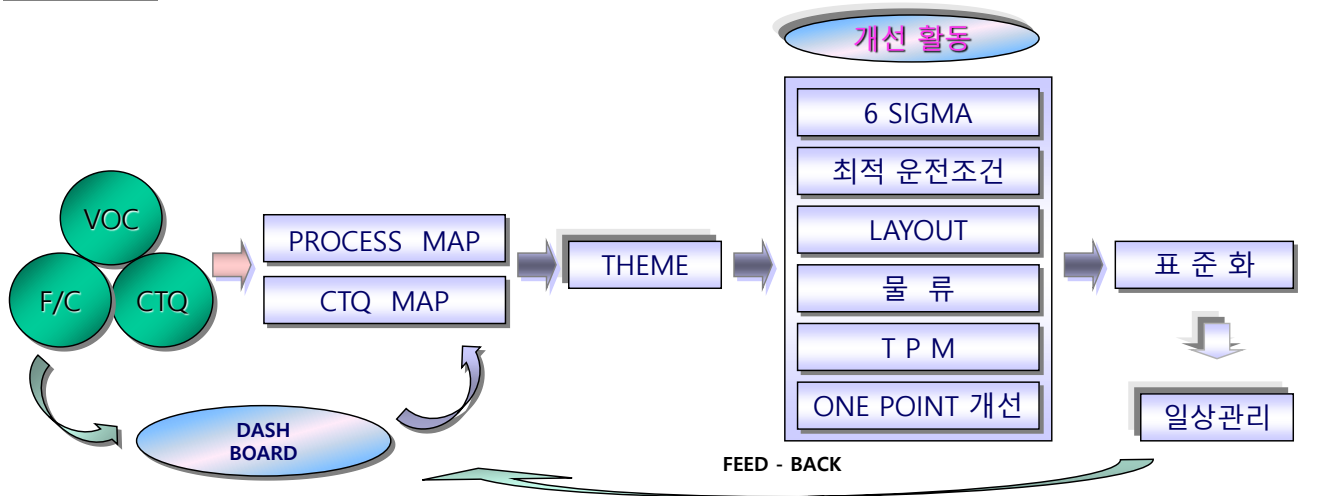 개선 활동
VOC
F/C
CTQ
PROCESS MAP
CTQ MAP
THEME
6 SIGMA
최적 운전조건
LAYOUT
물 류
T P M
ONE POINT 개선
표 준 화
일상관리
DASH
BOARD
FEED - BACK